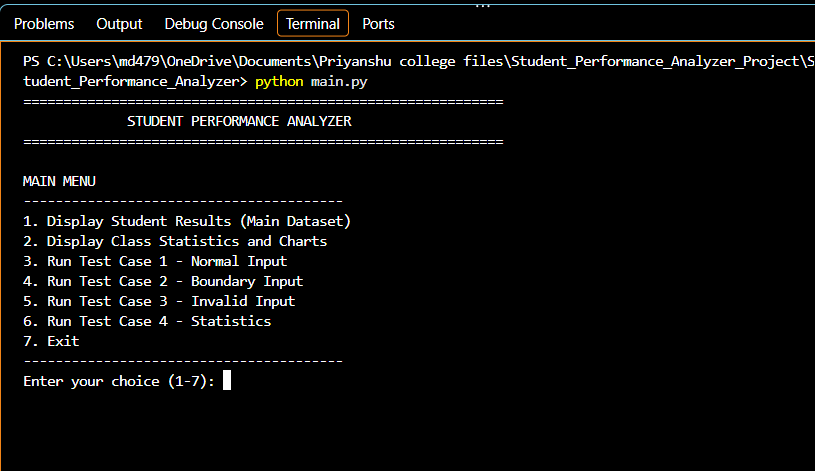 Problems Output Debug Console Terminal Ports
PS C:\Users\md479\OneDrive\Documents\Priyanshu college files\Student_Performance_Analyzer_Project\S
tudent_Performance_Analyzer> python main.py
============================================================
STUDENT PERFORMANCE ANALYZER
============================================================
MAIN MENU
----------------------------------------
1. Display Student Results (Main Dataset)
2. Display Class Statistics and Charts
3. Run Test Case 1 - Normal Input
4. Run Test Case 2 - Boundary Input
5. Run Test Case 3 - Invalid Input
6. Run Test Case 4 - Statistics
7. Exit
----------------------------------------
Enter your choice (1-7):